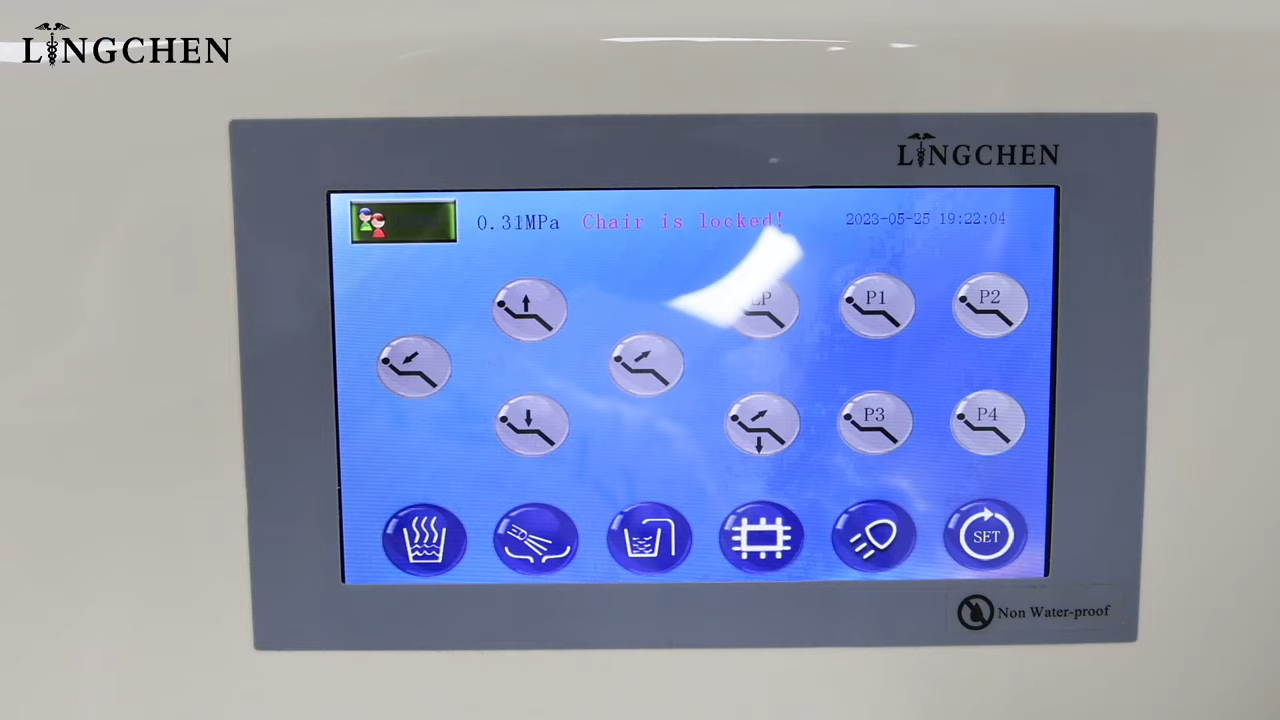 LINGCHEN
LINGCHEN
0.31MPa Chair is locked! 2023-05-25 19:22:04
LP P1 P2
P3 P4
SET
Non Water-proof